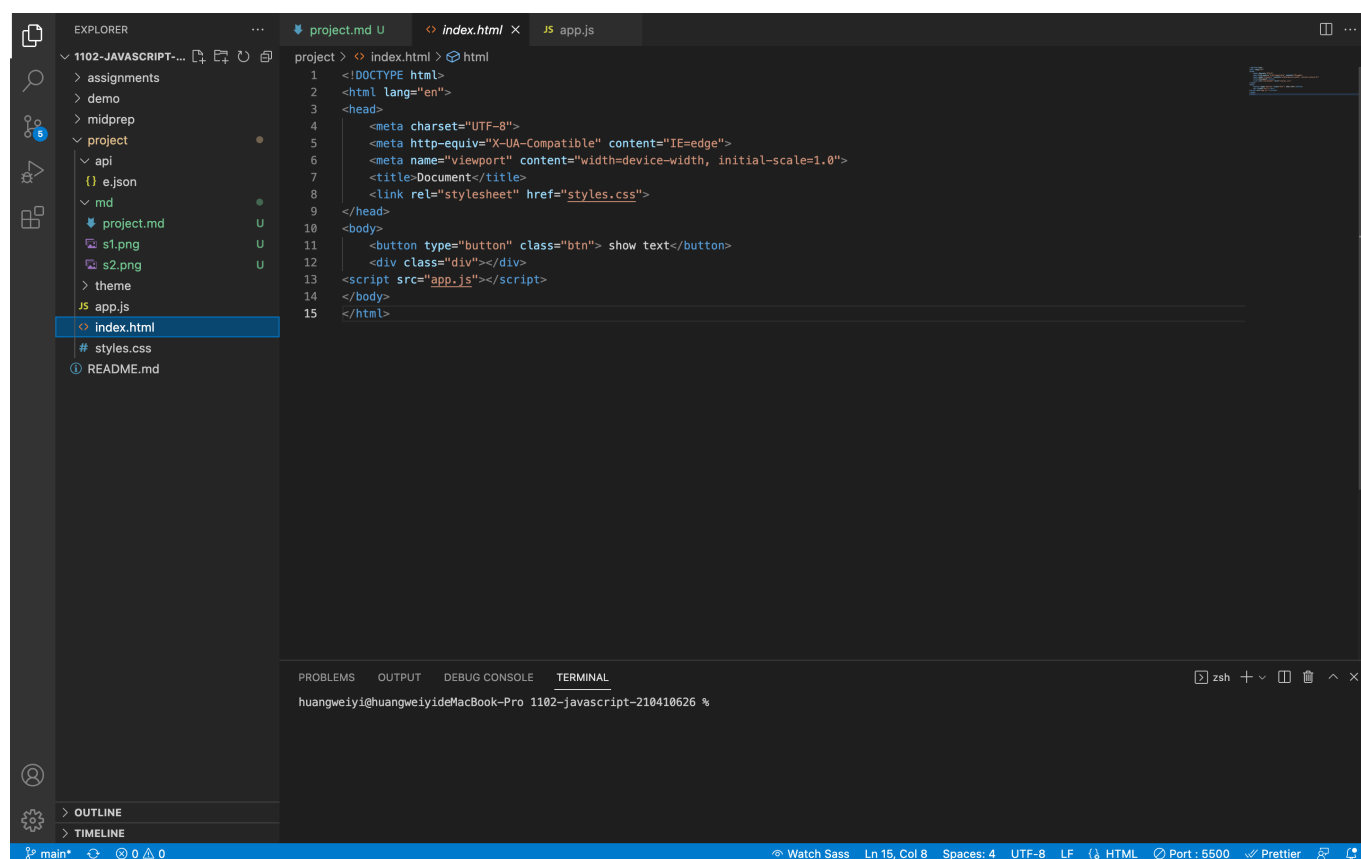 EXPLORER
1102-JAVASCRIPT-...
assignments
demo
midprep
project
api
{} e.json
md
project.md U
s1.png U
s2.png U
theme
JS app.js
<> index.html
# styles.css
README.md
OUTLINE
TIMELINE
5
project.md U
<> index.html
JS app.js
project > <> index.html > html
1 <!DOCTYPE html>
2 <html lang="en">
3 <head>
4     <meta charset="UTF-8">
5     <meta http-equiv="X-UA-Compatible" content="IE=edge">
6     <meta name="viewport" content="width=device-width, initial-scale=1.0">
7     <title>Document</title>
8     <link rel="stylesheet" href="styles.css">
9 </head>
10 <body>
11     <button type="button" class="btn"> show text</button>
12     <div class="div"></div>
13 <script src="app.js"></script>
14 </body>
15 </html>
PROBLEMS OUTPUT DEBUG CONSOLE TERMINAL
zsh
huangweiyi@huangweiyideMacBook-Pro 1102-javascript-210410626 %
main* 0 0 Watch Sass Ln 15, Col 8 Spaces: 4 UTF-8 LF HTML Port : 5500 Prettier